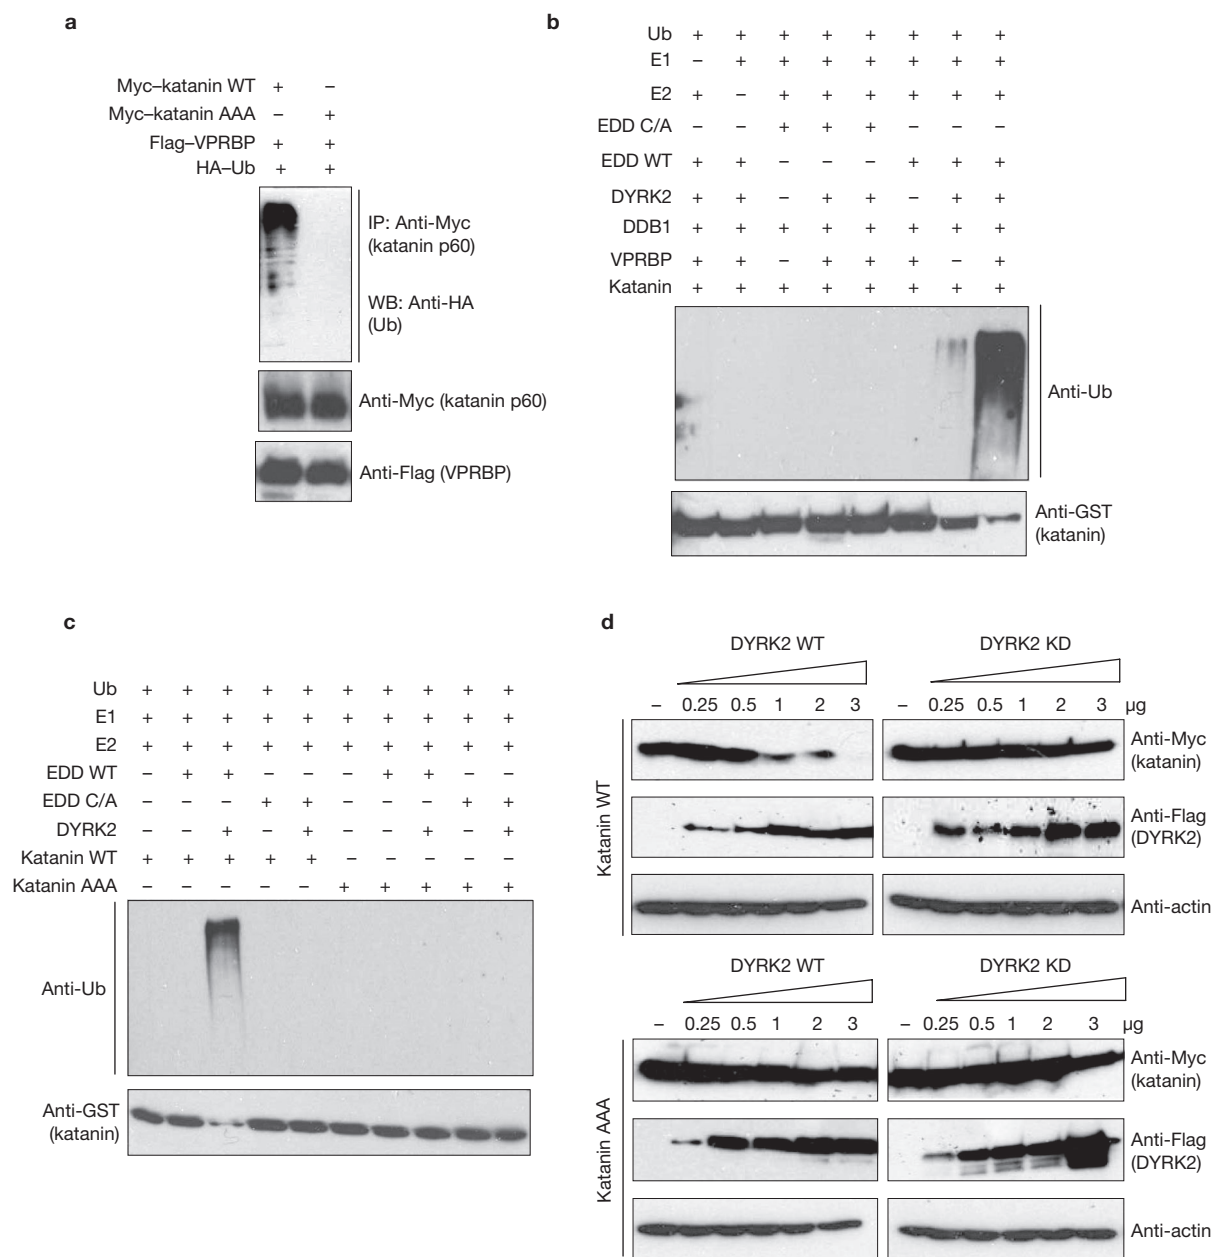 a
Myc–katanin WT + –
Myc–katanin AAA – +
Flag–VPRBP + +
HA–Ub + +
IP: Anti-Myc
(katanin p60)
WB: Anti-HA
(Ub)
Anti-Myc (katanin p60)
Anti-Flag (VPRBP)
b
Ub + + + + + + + +
E1 – + + + + + + +
E2 + – + + + + + +
EDD C/A – – + + + – – –
EDD WT + + – – – + + +
DYRK2 + + – + + – + +
DDB1 + + + + + + + +
VPRBP + + – + + + – +
Katanin + + + + + + + +
Anti-Ub
Anti-GST
(katanin)
c
Ub + + + + + + + + + +
E1 + + + + + + + + + +
E2 + + + + + + + + + +
EDD WT – + + – – – + + – –
EDD C/A – – – + + – – – + +
DYRK2 – – + – + – – + – +
Katanin WT + + + + + – – – – –
Katanin AAA – – – – – + + + + +
Anti-Ub
Anti-GST
(katanin)
d
DYRK2 WT DYRK2 KD
– 0.25 0.5 1 2 3 – 0.25 0.5 1 2 3 µg
Katanin WT
Anti-Myc
(katanin)
Anti-Flag
(DYRK2)
Anti-actin
DYRK2 WT DYRK2 KD
– 0.25 0.5 1 2 3 – 0.25 0.5 1 2 3 µg
Katanin AAA
Anti-Myc
(katanin)
Anti-Flag
(DYRK2)
Anti-actin